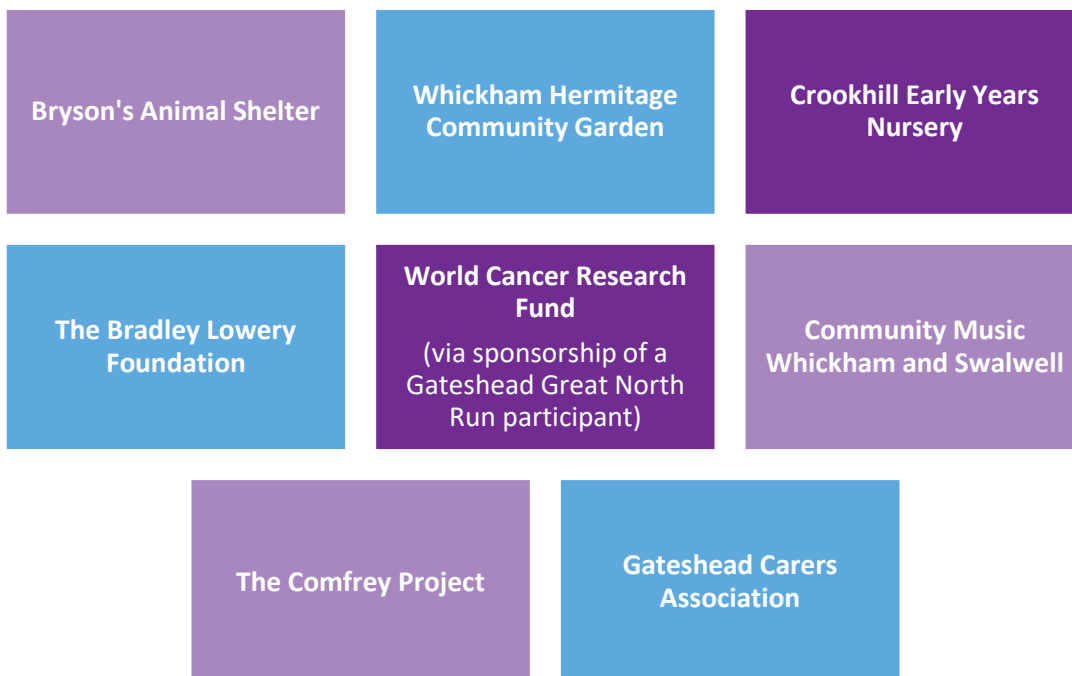 Bryson's Animal Shelter
Whickham Hermitage
Community Garden
Crookhill Early Years
Nursery
The Bradley Lowery
Foundation
World Cancer Research
Fund
(via sponsorship of a
Gateshead Great North
Run participant)
Community Music
Whickham and Swalwell
The Comfrey Project
Gateshead Carers
Association